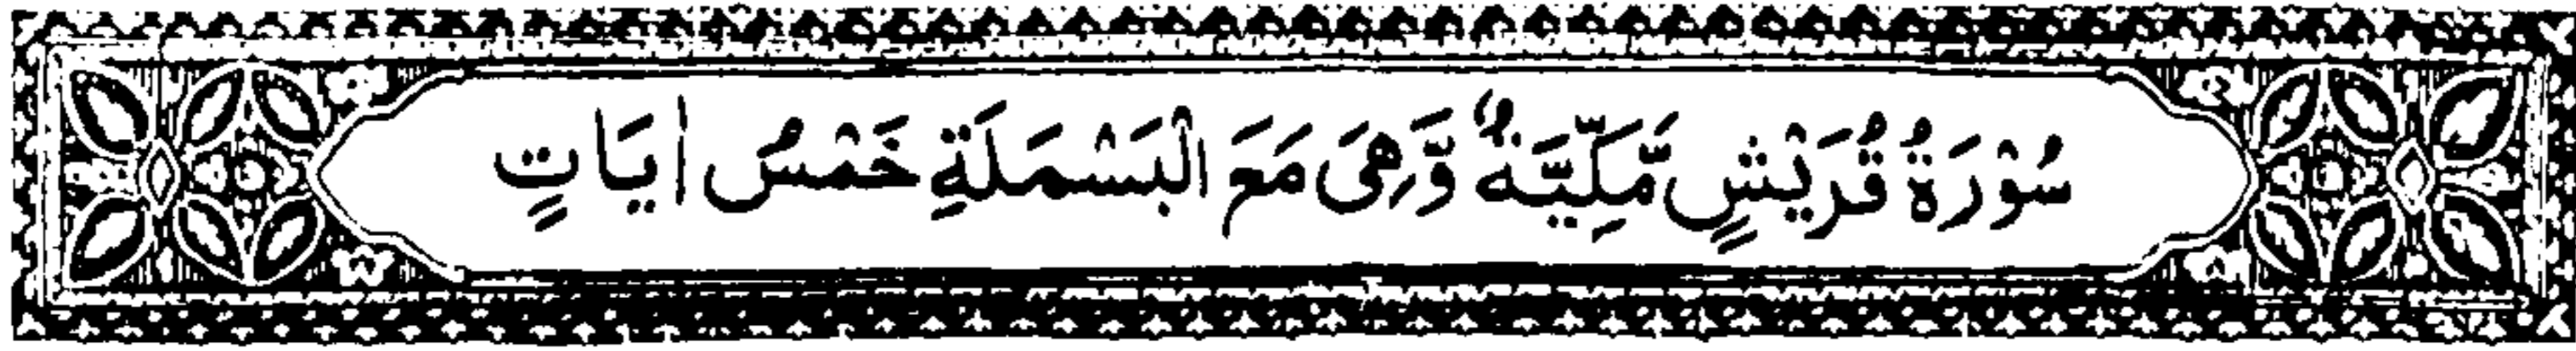 سُوْرَةُ قُرَيْشٍ مَّكِّيَّةٌ وَّهِىَ مَعَ الْبَسْمَلَةِ خَمْسُ اٰيَاتٍ